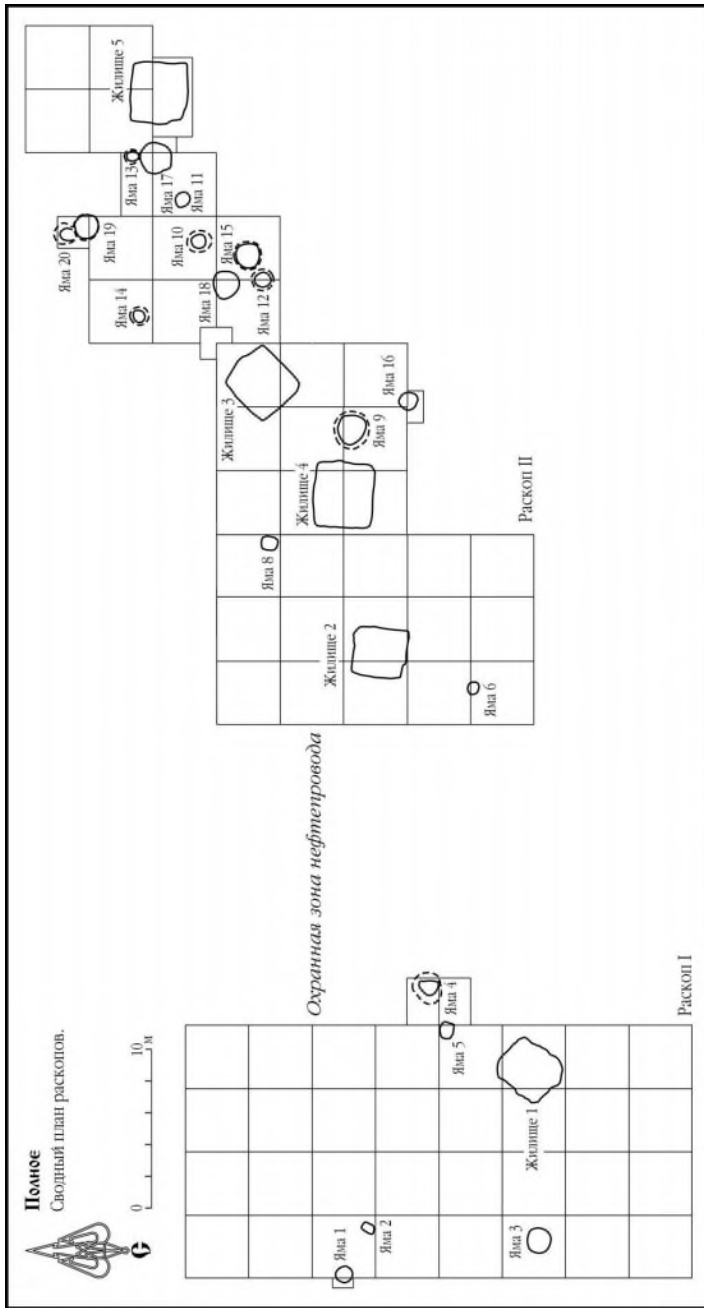 Полное
Сводный план раскопов.
С
0
10
м
Яма 1
Яма 2
Яма 3
Жилище 1
Яма 5
Яма 4
Раскоп I
Охранная зона нефтепровода
Жилище 2
Яма 6
Яма 8
Жилище 4
Жилище 3
Яма 9
Яма 16
Раскоп II
Яма 14
Яма 18
Яма 12
Яма 20
Яма 19
Яма 10
Яма 15
Яма 13
Яма 17
Яма 11
Жилище 5